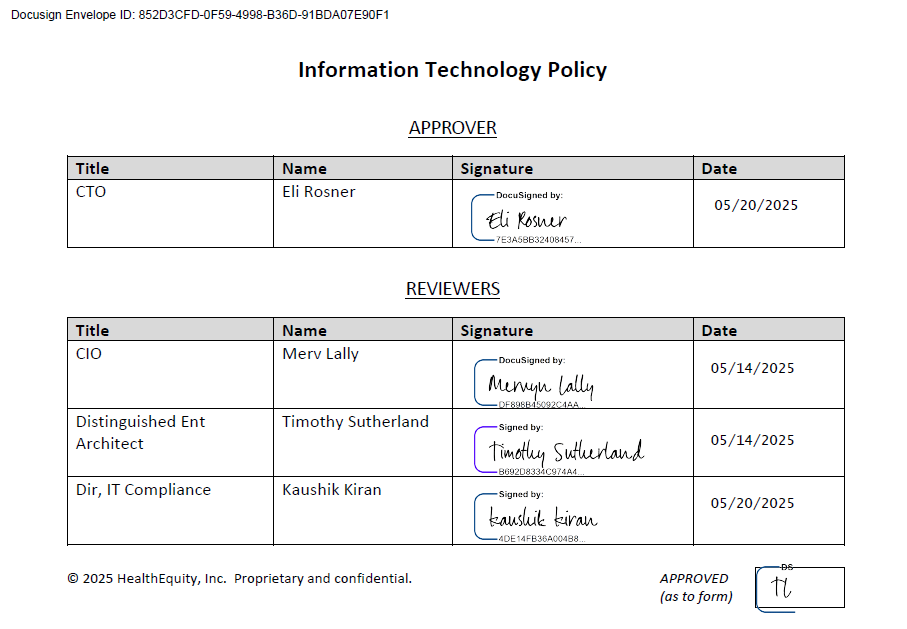 Docusign Envelope ID: 852D3CFD-0F59-4998-B36D-91BDA07E90F1
Information Technology Policy
APPROVER
Title Name Signature Date
CTO Eli Rosner DocuSigned by: 05/20/2025
Eli Rosner
7E3A5BB32408457...
REVIEWERS
Title Name Signature Date
CIO Merv Lally DocuSigned by: 05/14/2025
Mervyn Lally
DF898B45092C4AA...
Distinguished Ent Architect Timothy Sutherland Signed by: 05/14/2025
Timothy Sutherland
B692D8334C974A4...
Dir, IT Compliance Kaushik Kiran Signed by: 05/20/2025
kaushik kiran
4DE14FB36A004B8...
© 2025 HealthEquity, Inc. Proprietary and confidential.
APPROVED
(as to form)
DS
TL